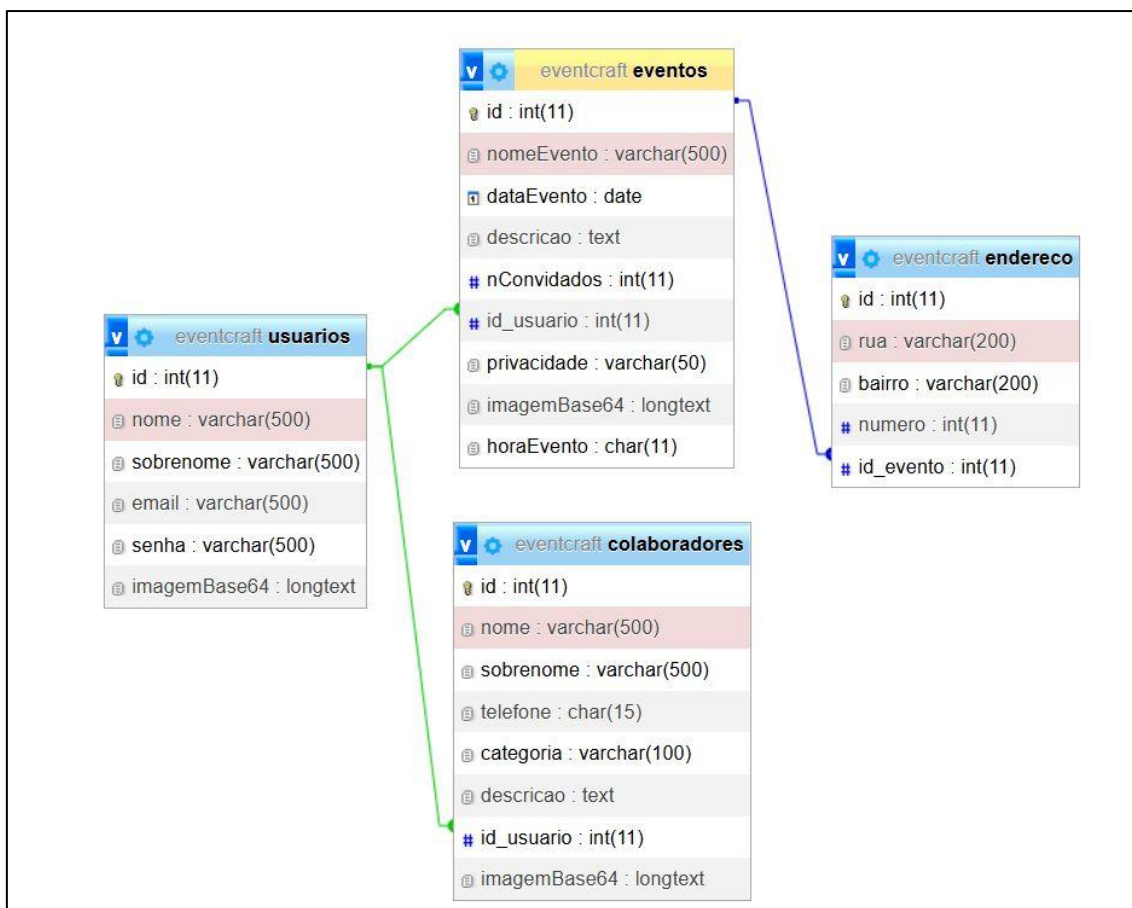 eventcraft eventos
id : int(11)
nomeEvento : varchar(500)
dataEvento : date
descricao : text
nConvidados : int(11)
id_usuario : int(11)
privacidade : varchar(50)
imagemBase64 : longtext
horaEvento : char(11)
eventcraft endereco
id : int(11)
rua : varchar(200)
bairro : varchar(200)
numero : int(11)
id_evento : int(11)
eventcraft usuarios
id : int(11)
nome : varchar(500)
sobrenome : varchar(500)
email : varchar(500)
senha : varchar(500)
imagemBase64 : longtext
eventcraft colaboradores
id : int(11)
nome : varchar(500)
sobrenome : varchar(500)
telefone : char(15)
categoria : varchar(100)
descricao : text
id_usuario : int(11)
imagemBase64 : longtext